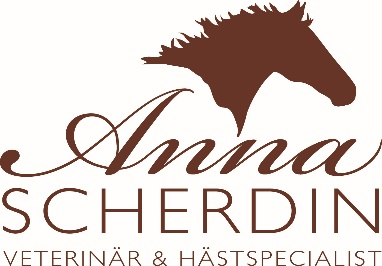 Anna
SCHERDIN
VETERINÄR & HÄSTSPECIALIST